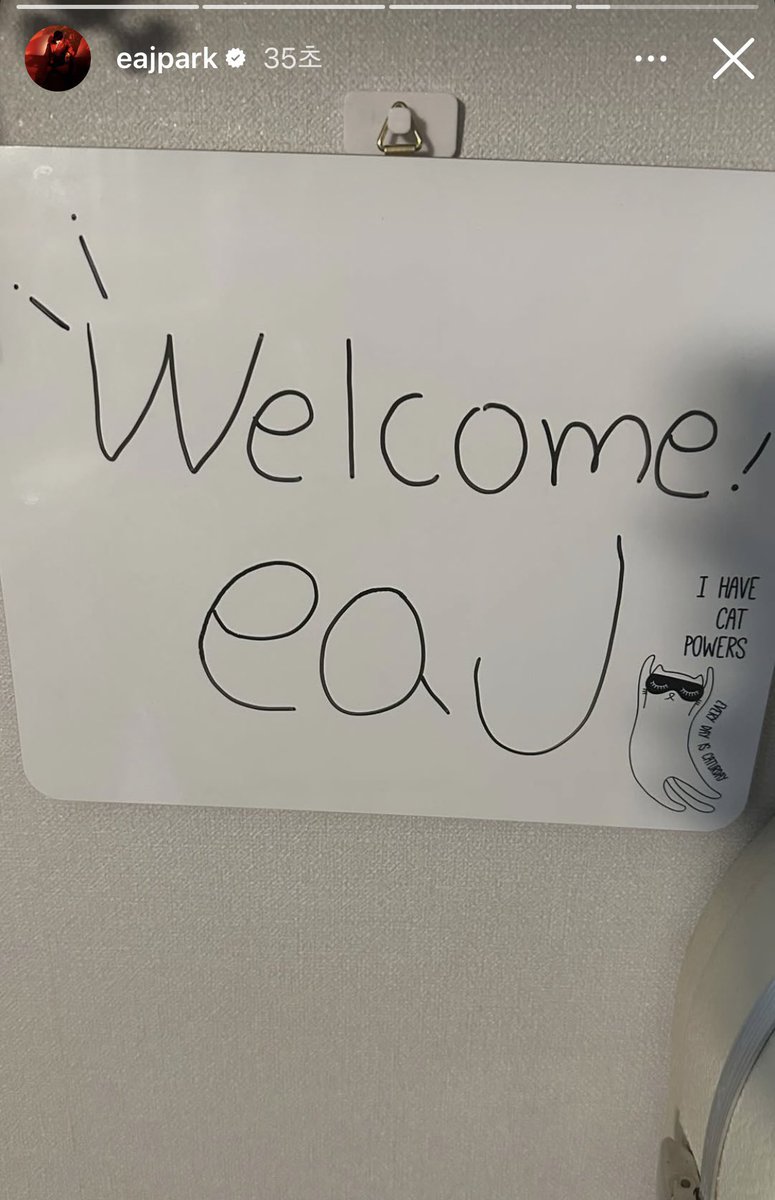 eajpark 35초
Welcome!
eaJ
I HAVE
CAT
POWERS
EVERY DAY IS CATURDAY